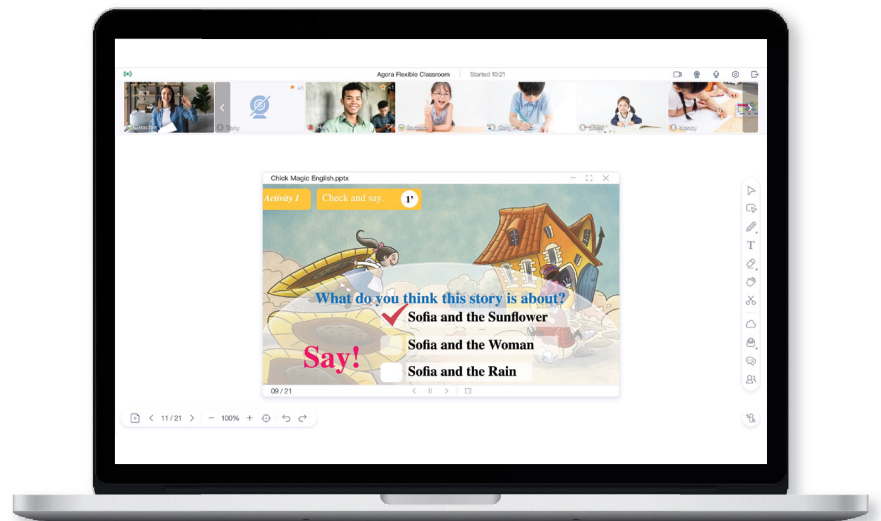 Agora Flexible Classroom | Started 10:21
Tony
Nancy
Chick Magic English.pptx
Activity 1
Check and say.
1'
What do you think this story is about?
Sofia and the Sunflower
Sofia and the Woman
Sofia and the Rain
Say!
09 / 21
11 / 21
100%
T